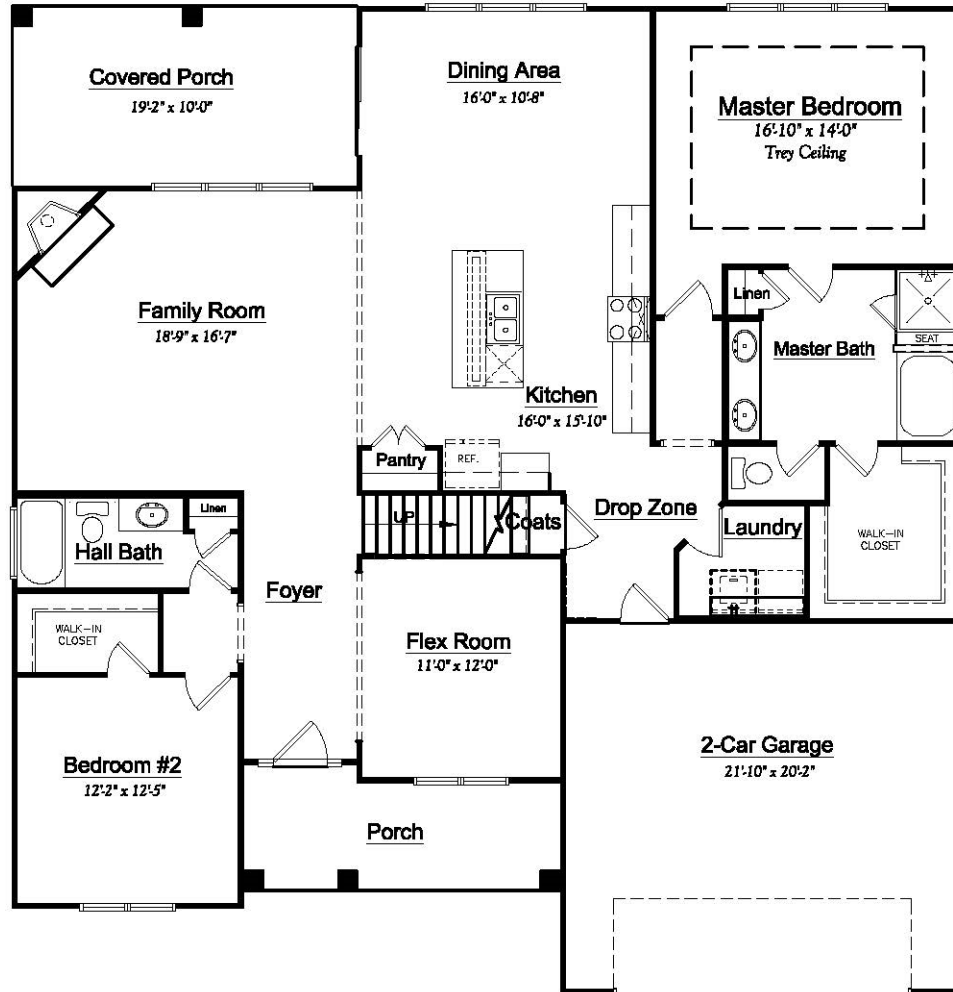 Covered Porch
19'-2" x 10'-0"
Dining Area
16'-0" x 10'-8"
Master Bedroom
16'-10" x 14'-0"
Trey Ceiling
Family Room
18'-9" x 16'-7"
Linen
SEAT
Master Bath
Kitchen
16'-0" x 15'-10"
Pantry
REF.
UP
Coats
Drop Zone
Laundry
WALK-IN
CLOSET
Linen
Hall Bath
Foyer
WALK-IN
CLOSET
Flex Room
11'-0" x 12'-0"
Bedroom #2
12'-2" x 12'-5"
2-Car Garage
21'-10" x 20'-2"
Porch